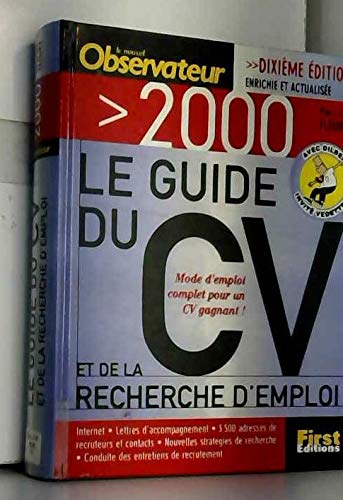 le nouvel
Observateur
>>DIXIÈME ÉDITIO
ENRICHIE ET ACTUALISÉE
>2000
AVEC DILBERT
INVITÉ VEDETTE
LE GUIDE
DU
CV
Mode d'emploi
complet pour un
CV gagnant !
ET DE LA
RECHERCHE D'EMPLOI
Internet • Lettres d'accompagnement • 3 500 adresses de
recruteurs et contacts • Nouvelles stratégies de recherche
• Conduite des entretiens de recrutement
First
Editions
2000
Observateur
LE GUIDE DU CV
ET DE LA RECHERCHE D'EMPLOI